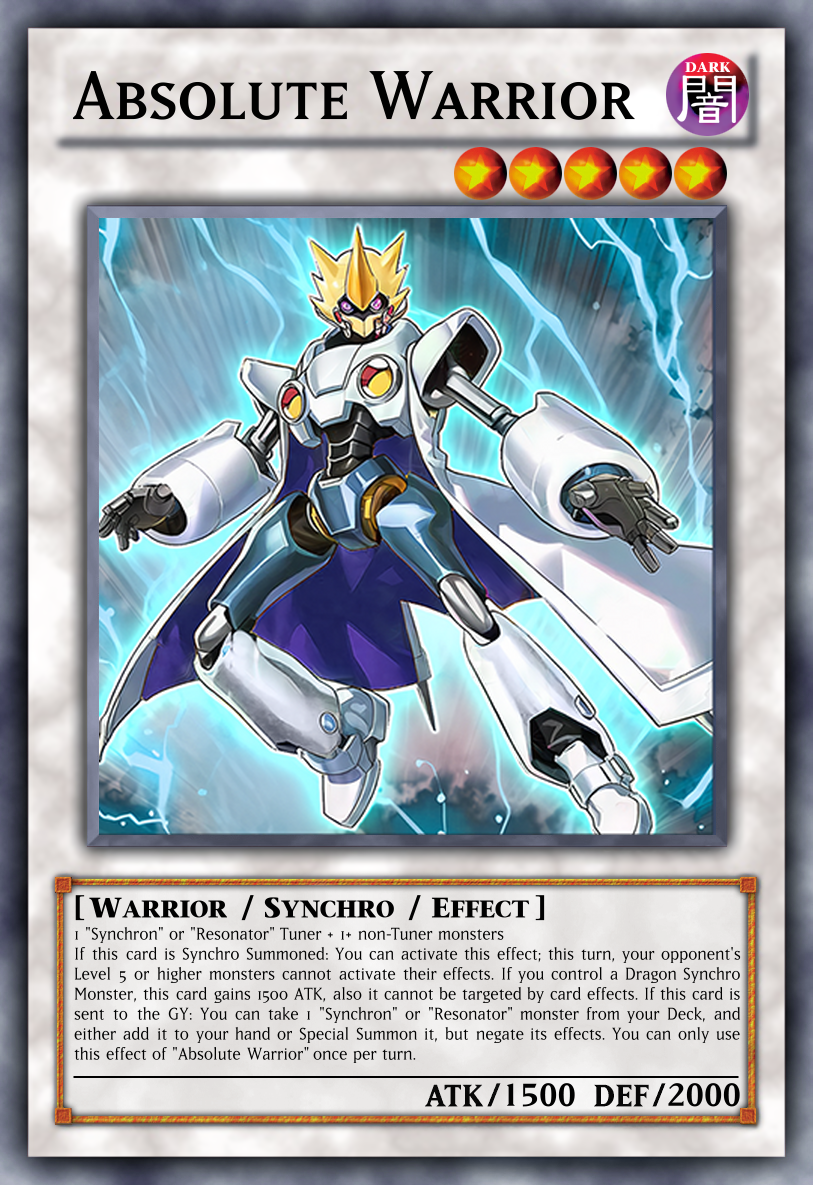 Absolute Warrior
DARK
闇
[ Warrior / Synchro / Effect ]
1 "Synchron" or "Resonator" Tuner + 1+ non-Tuner monsters
If this card is Synchro Summoned: You can activate this effect; this turn, your opponent's
Level 5 or higher monsters cannot activate their effects. If you control a Dragon Synchro
Monster, this card gains 1500 ATK, also it cannot be targeted by card effects. If this card is
sent to the GY: You can take 1 "Synchron" or "Resonator" monster from your Deck, and
either add it to your hand or Special Summon it, but negate its effects. You can only use
this effect of "Absolute Warrior" once per turn.
ATK/1500 DEF/2000